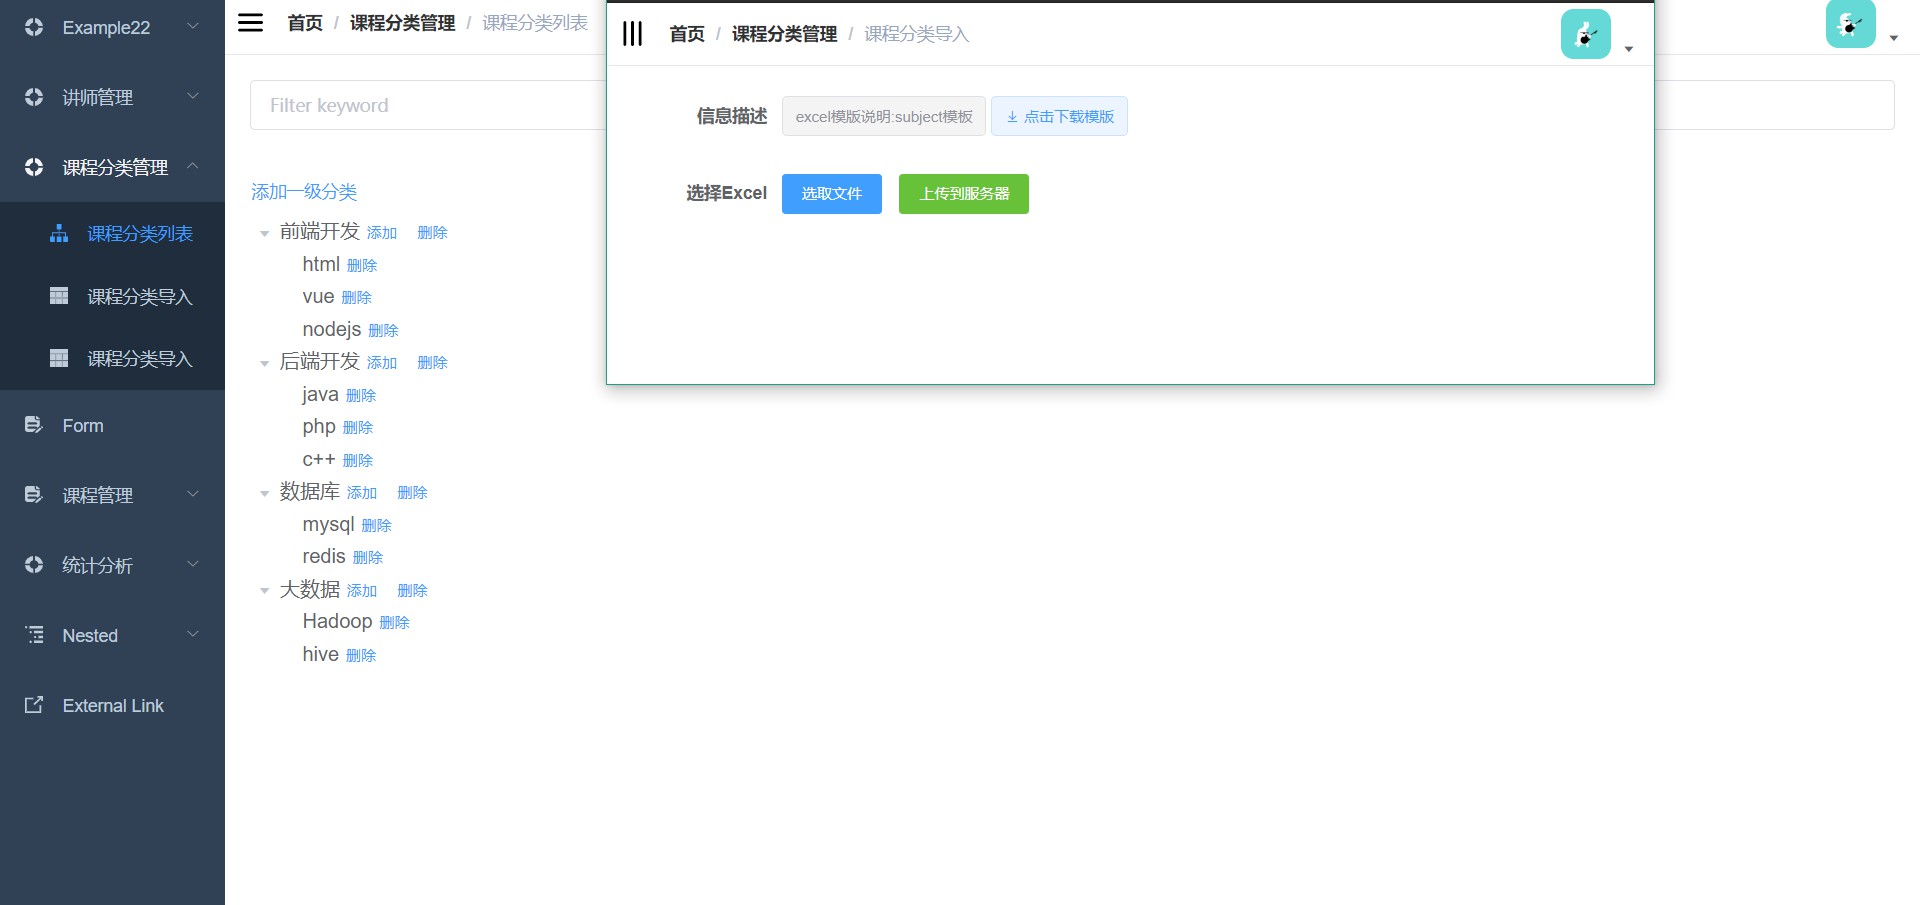 Example22
讲师管理
课程分类管理
课程分类列表
课程分类导入
课程分类导入
Form
课程管理
统计分析
Nested
External Link
首页 / 课程分类管理 / 课程分类列表
Filter keyword
添加一级分类
前端开发 添加 删除
html 删除
vue 删除
nodejs 删除
后端开发 添加 删除
java 删除
php 删除
c++ 删除
数据库 添加 删除
mysql 删除
redis 删除
大数据 添加 删除
Hadoop 删除
hive 删除
首页 / 课程分类管理 / 课程分类导入
信息描述 excel模版说明:subject模板 点击下载模版
选择Excel 选取文件 上传到服务器